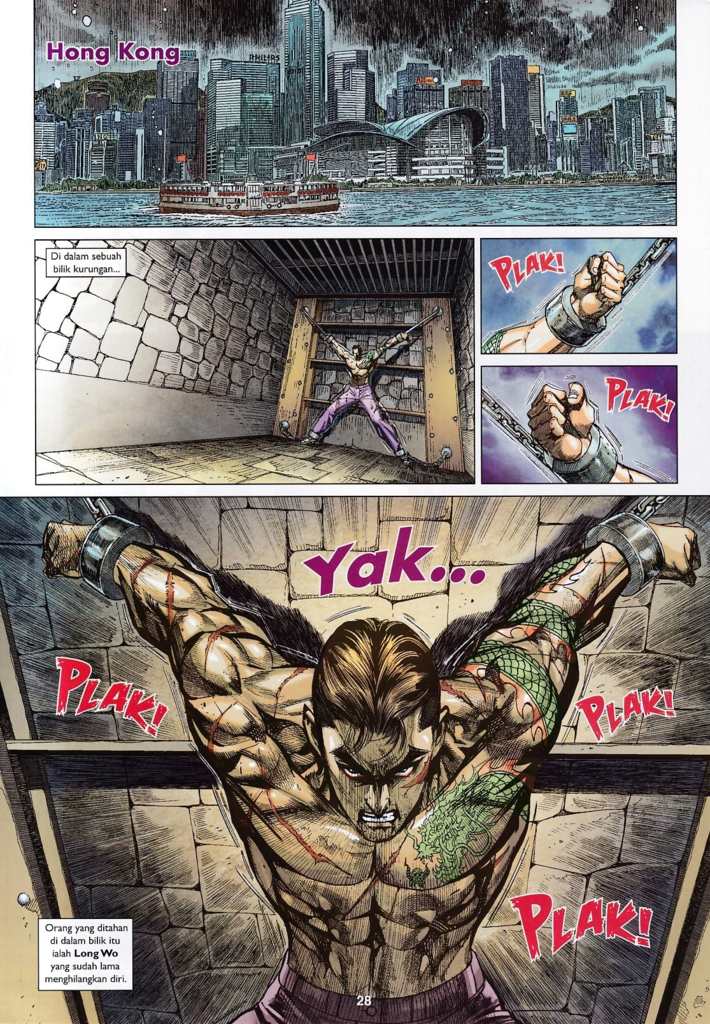 Hong Kong
PHILIPS
Di dalam sebuah
bilik kurungan...
PLAK!
PLAK!
Yak...
PLAK!
PLAK!
PLAK!
Orang yang ditahan
di dalam bilik itu
ialah Long Wo
yang sudah lama
menghilangkan diri.
28